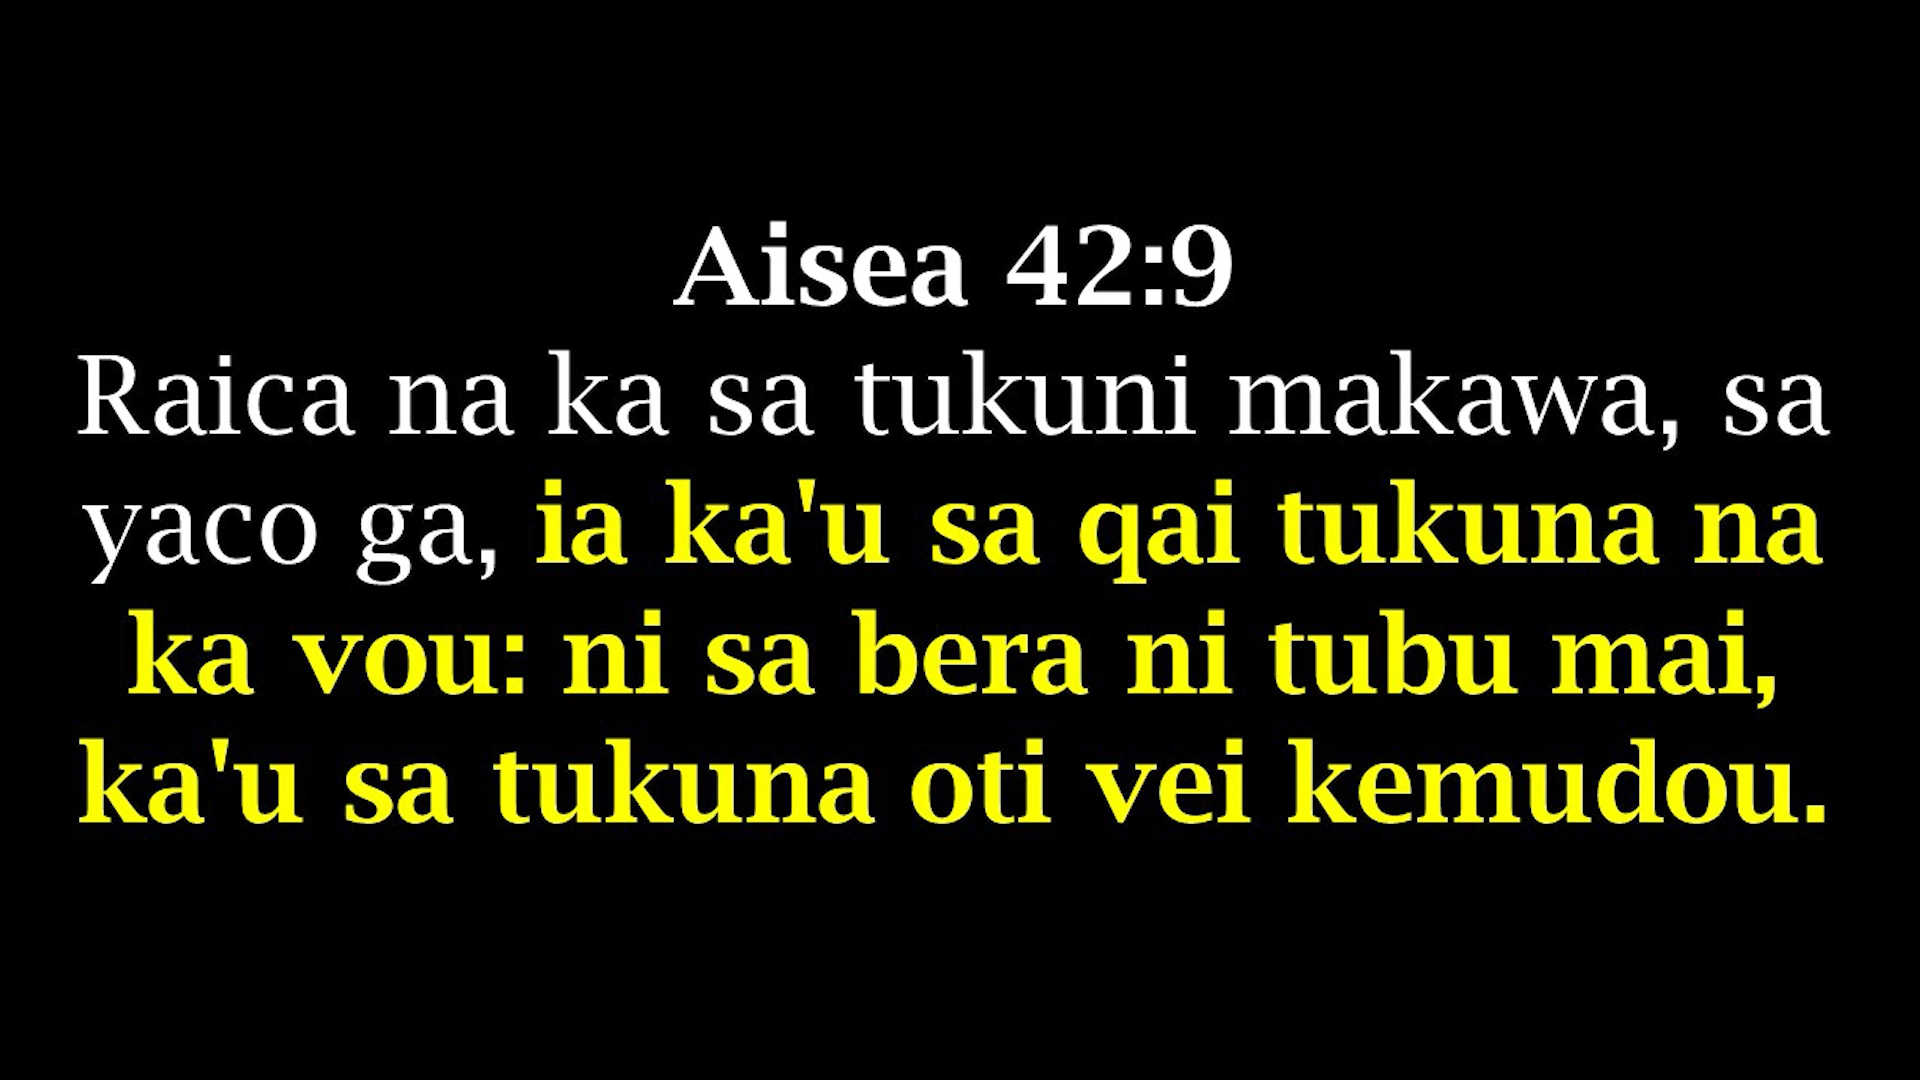 Aisea 42:9
Raica na ka sa tukuni makawa, sa
yaco ga, ia ka'u sa qai tukuna na
ka vou: ni sa bera ni tubu mai,
ka'u sa tukuna oti vei kemudou.